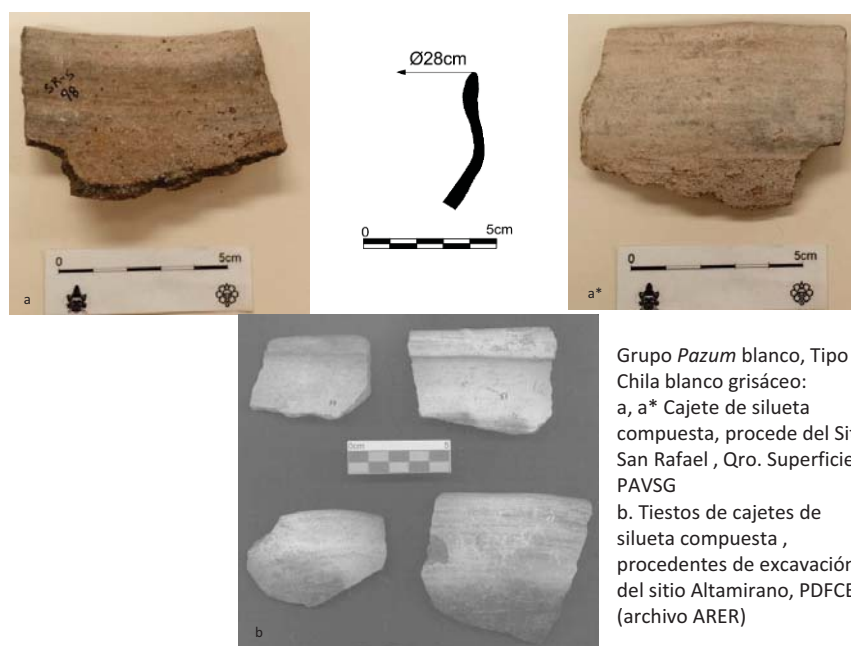 SR-S
98
0 5cm
a
Ø28cm
0 5cm
0 5cm
a*
0cm 5
b
Grupo Pazum blanco, Tipo
Chila blanco grisáceo:
a, a* Cajete de silueta
compuesta, procede del Sit
San Rafael , Qro. Superficie
PAVSG
b. Tiestos de cajetes de
silueta compuesta ,
procedentes de excavación
del sitio Altamirano, PDFCE
(archivo ARER)